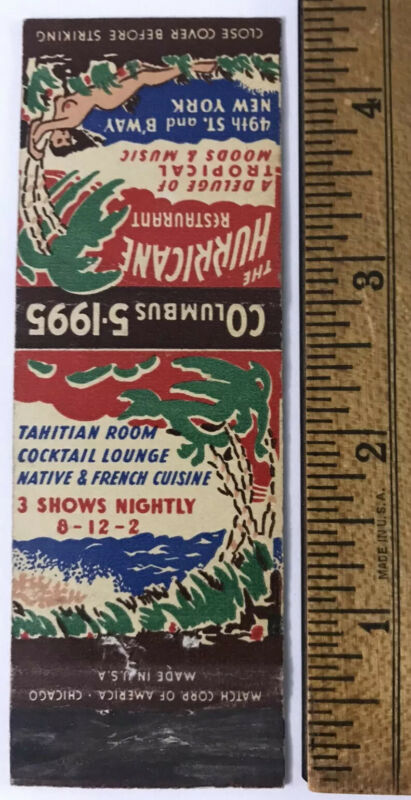 CLOSE COVER BEFORE STRIKING
THE
HURRICANE
RESTAURANT
A DELUGE OF
TROPICAL
MOODS & MUSIC
49th ST. and B'WAY
NEW YORK
COLUMBUS 5-1995
TAHITIAN ROOM
COCKTAIL LOUNGE
NATIVE & FRENCH CUISINE
3 SHOWS NIGHTLY
8-12-2
MATCH CORP OF AMERICA · CHICAGO
MADE IN U.S.A
4
3
2
1
MADE IN U.S.A.